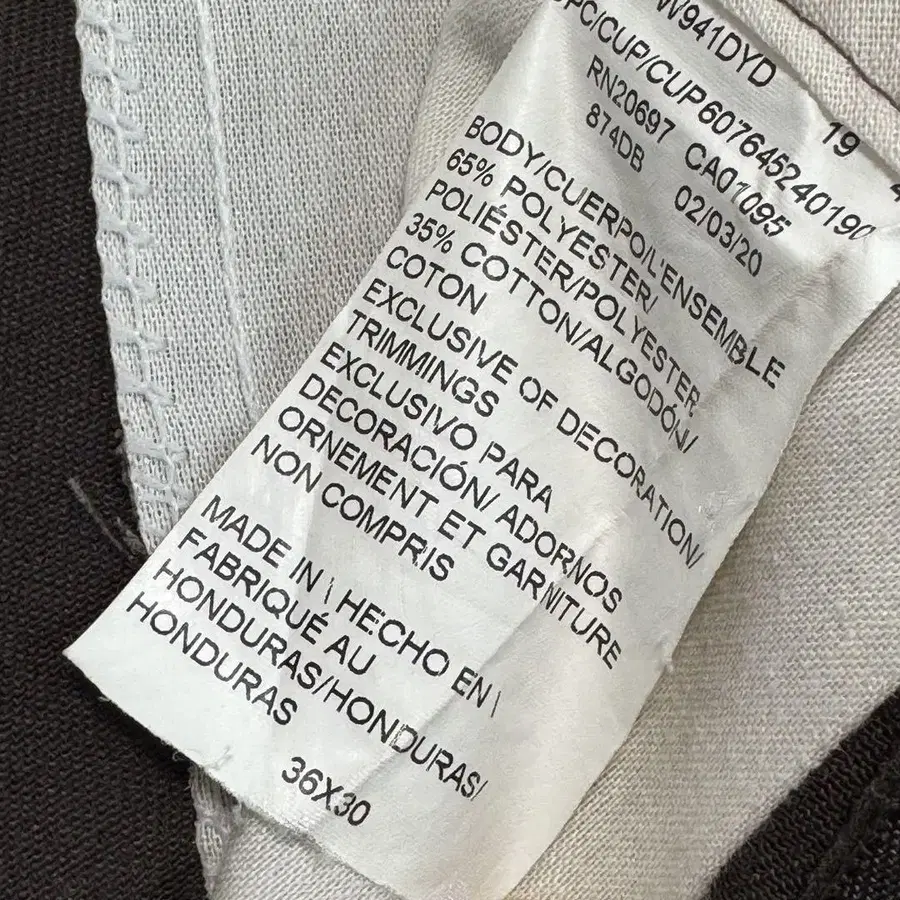 W941DYD
UPC/CUP/CUP607645240190
RN20697 CA01095 19
874DB 02/03/20
BODY/CUERPO/L'ENSEMBLE
65% POLYESTER/
POLIÉSTER/POLYESTER
35% COTTON/ALGODÓN/
COTON
EXCLUSIVE OF DECORATION/
TRIMMINGS
EXCLUSIVO PARA
DECORACIÓN/ ADORNOS
ORNEMENT ET GARNITURE
NON COMPRIS
MADE IN \ HECHO EN \
FABRIQUÉ AU
HONDURAS/HONDURAS/
HONDURAS
36X30